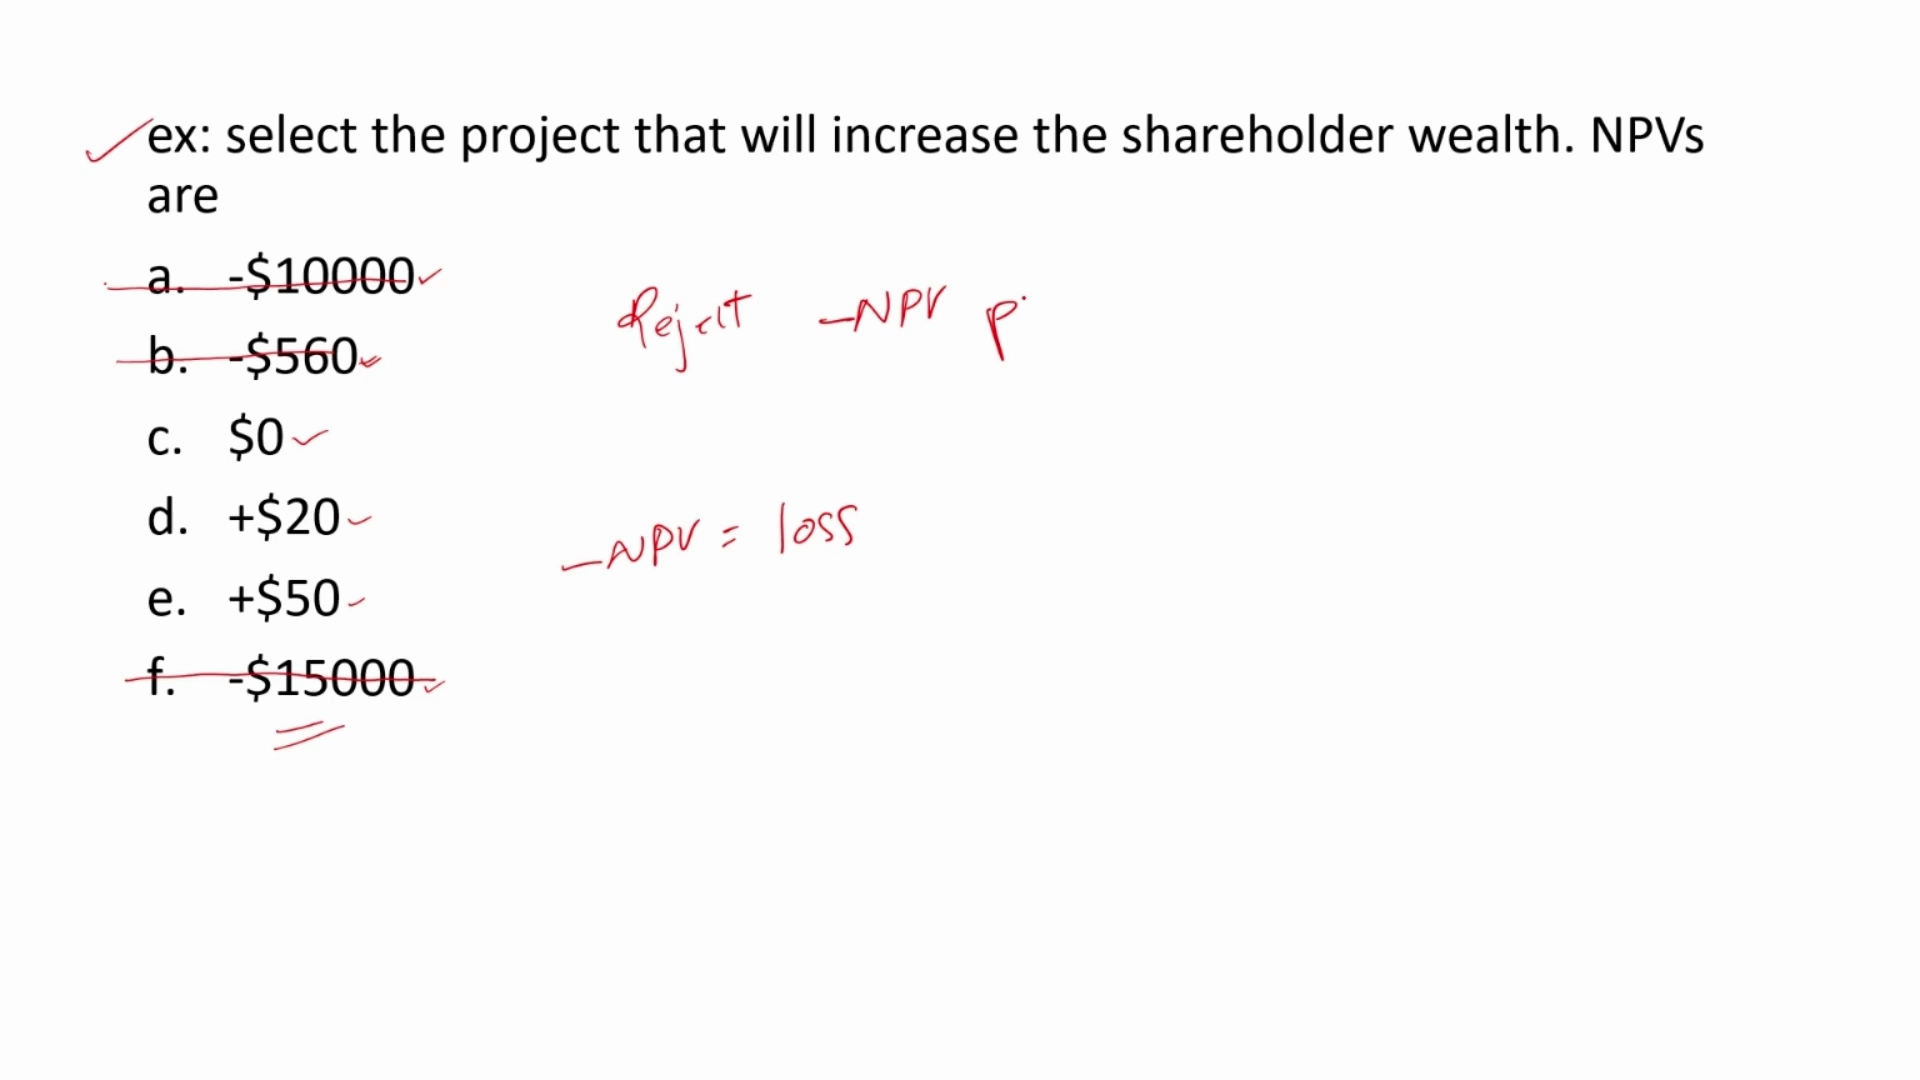 ex: select the project that will increase the shareholder wealth. NPVs
are
a. -$10000
b. -$560
c. $0
d. +$20
e. +$50
f. -$15000
Reject -NPV P
-NPV = loss